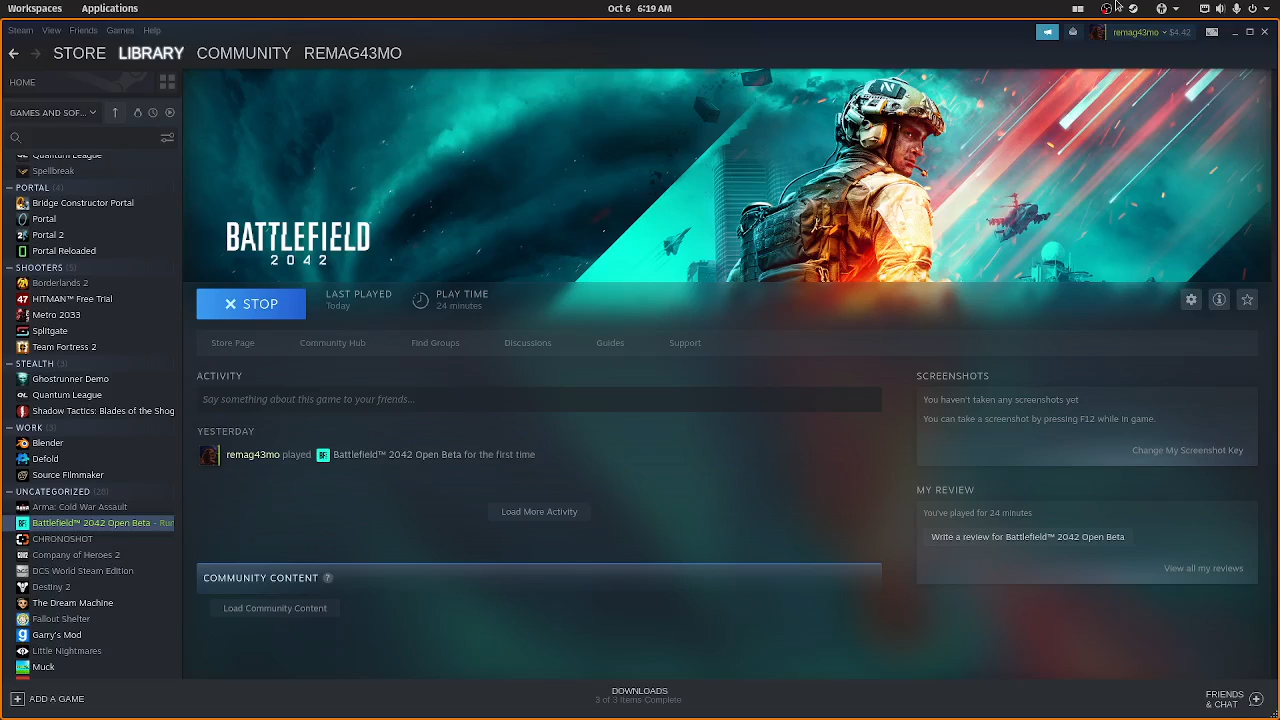 Workspaces Applications Oct 6 6:19 AM
Steam View Friends Games Help remag43mo $4.42
STORE LIBRARY COMMUNITY REMAG43MO
HOME
GAMES AND SOF...
Quantum League
Spellbreak
PORTAL (4)
Bridge Constructor Portal
Portal
Portal 2
Portal Reloaded
SHOOTERS (5)
Borderlands 2
HITMAN™ Free Trial
Metro 2033
Splitgate
Team Fortress 2
STEALTH (3)
Ghostrunner Demo
Quantum League
Shadow Tactics: Blades of the Shog
WORK (3)
Blender
Defold
Source Filmmaker
UNCATEGORIZED (28)
Arma: Cold War Assault
Battlefield™ 2042 Open Beta - Run
CHRONOSHOT
Company of Heroes 2
DCS World Steam Edition
Destiny 2
The Dream Machine
Fallout Shelter
Garry's Mod
Little Nightmares
Muck
BATTLEFIELD
2042
STOP
LAST PLAYED
Today
PLAY TIME
24 minutes
Store Page Community Hub Find Groups Discussions Guides Support
ACTIVITY
Say something about this game to your friends...
YESTERDAY
remag43mo played Battlefield™ 2042 Open Beta for the first time
Load More Activity
COMMUNITY CONTENT ?
Load Community Content
SCREENSHOTS
You haven't taken any screenshots yet
You can take a screenshot by pressing F12 while in game.
Change My Screenshot Key
MY REVIEW
You've played for 24 minutes
Write a review for Battlefield™ 2042 Open Beta
View all my reviews
ADD A GAME
DOWNLOADS
3 of 3 Items Complete
FRIENDS
& CHAT